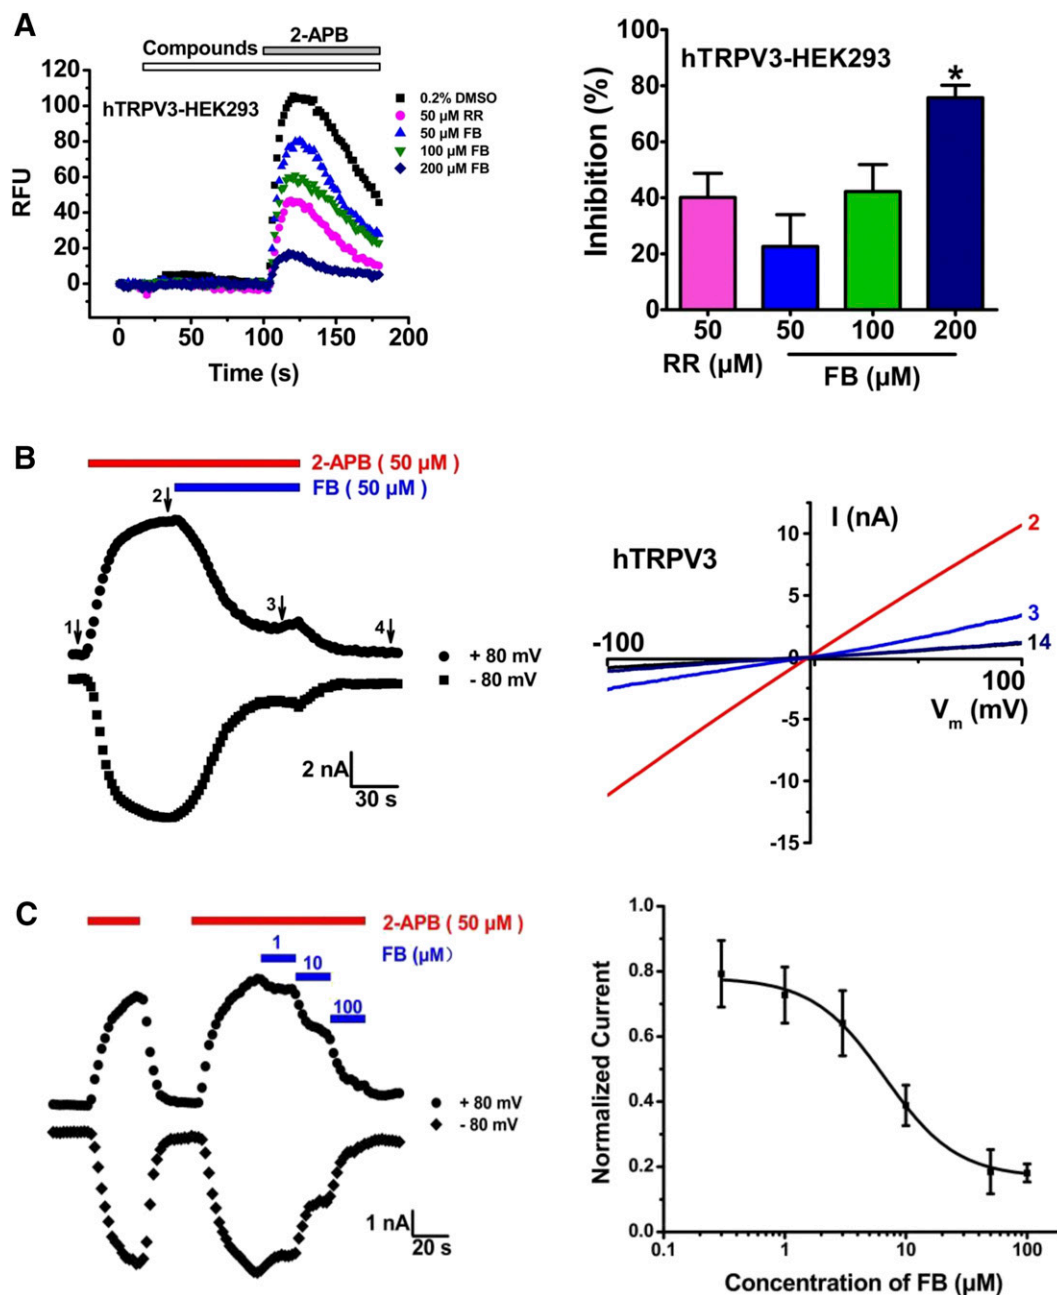 A
Compounds
2-APB
hTRPV3-HEK293
120
100
80
60
40
20
0
RFU
0
50
100
150
200
Time (s)
0.2% DMSO
50 µM RR
50 µM FB
100 µM FB
200 µM FB
hTRPV3-HEK293
*
Inhibition (%)
100
80
60
40
20
0
50
50
100
200
RR (µM)
FB (µM)
B
2-APB ( 50 µM )
FB ( 50 µM )
1
2
3
4
+ 80 mV
- 80 mV
2 nA
30 s
hTRPV3
I (nA)
10
5
0
-5
-10
-15
-100
100
Vm (mV)
2
3
14
C
2-APB ( 50 µM )
FB (µM)
1
10
100
+ 80 mV
- 80 mV
1 nA
20 s
Normalized Current
1.0
0.8
0.6
0.4
0.2
0.0
0.1
1
10
100
Concentration of FB (µM)